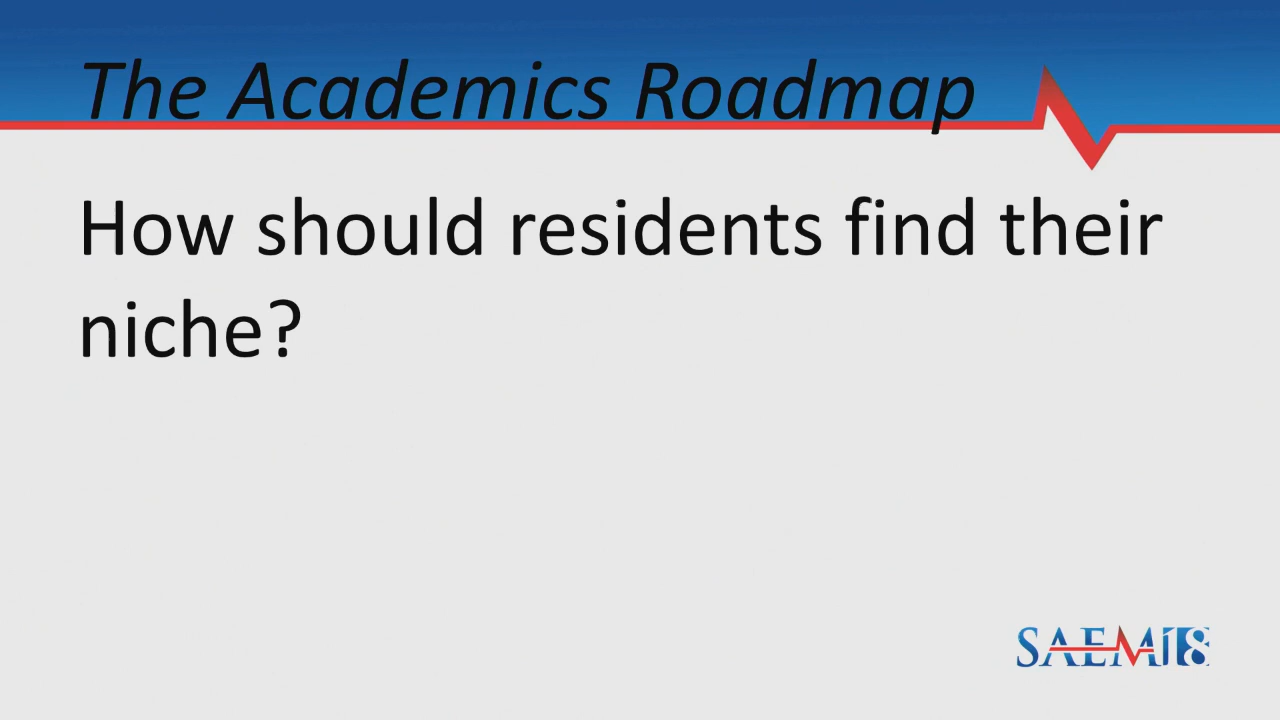 The Academics Roadmap
How should residents find their
niche?
SAEM18